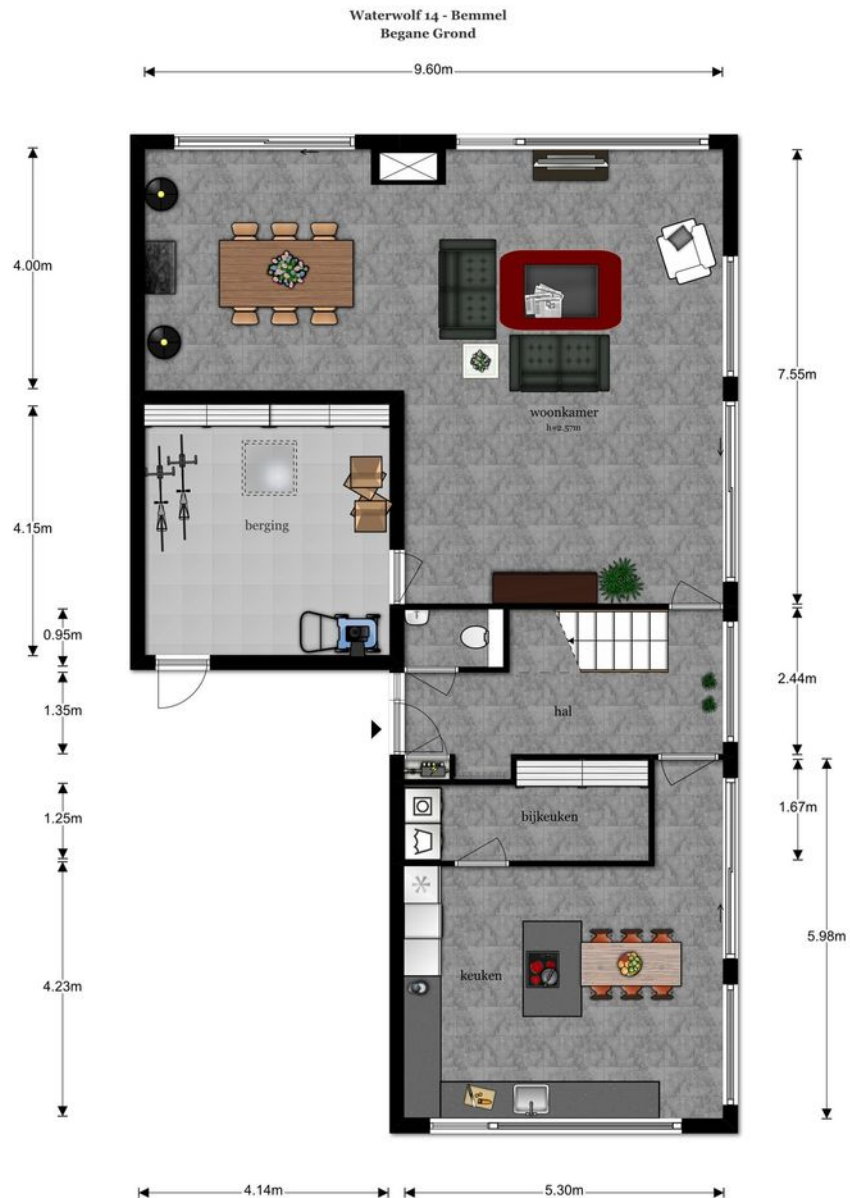 Waterwolf 14 - Bemmel
Begane Grond
9.60m
4.00m
7.55m
woonkamer
h=2.57m
4.15m
berging
0.95m
2.44m
1.35m
hal
1.67m
1.25m
bijkeuken
5.98m
keuken
4.23m
4.14m
5.30m